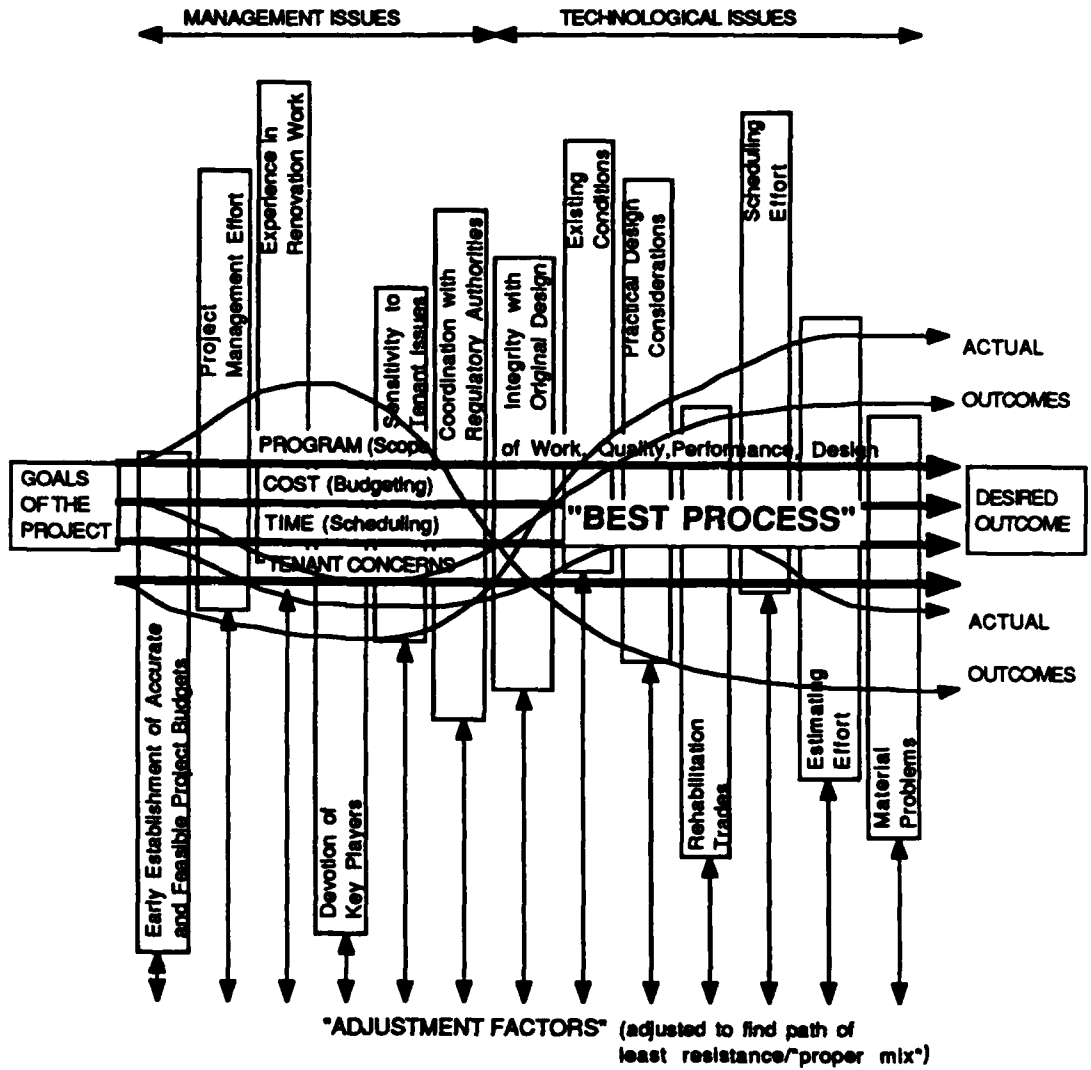 MANAGEMENT ISSUES
TECHNOLOGICAL ISSUES
Early Establishment of Accurate
and Feasible Project Budgets
Project
Management Effort
Experience in
Renovation Work
Devotion of
Key Players
Sensitivity to
Tenant Issues
Coordination with
Regulatory Authorities
Integrity with
Original Design
Existing
Conditions
Practical Design
Considerations
Rehabilitation
Trades
Scheduling
Effort
Estimating
Effort
Material
Problems
GOALS
OF THE
PROJECT
PROGRAM (Scope of Work, Quality,Performance, Design
COST (Budgeting)
TIME (Scheduling)
TENANT CONCERNS
"BEST PROCESS"
ACTUAL
OUTCOMES
DESIRED
OUTCOME
ACTUAL
OUTCOMES
"ADJUSTMENT FACTORS" (adjusted to find path of
least resistance/"proper mix")